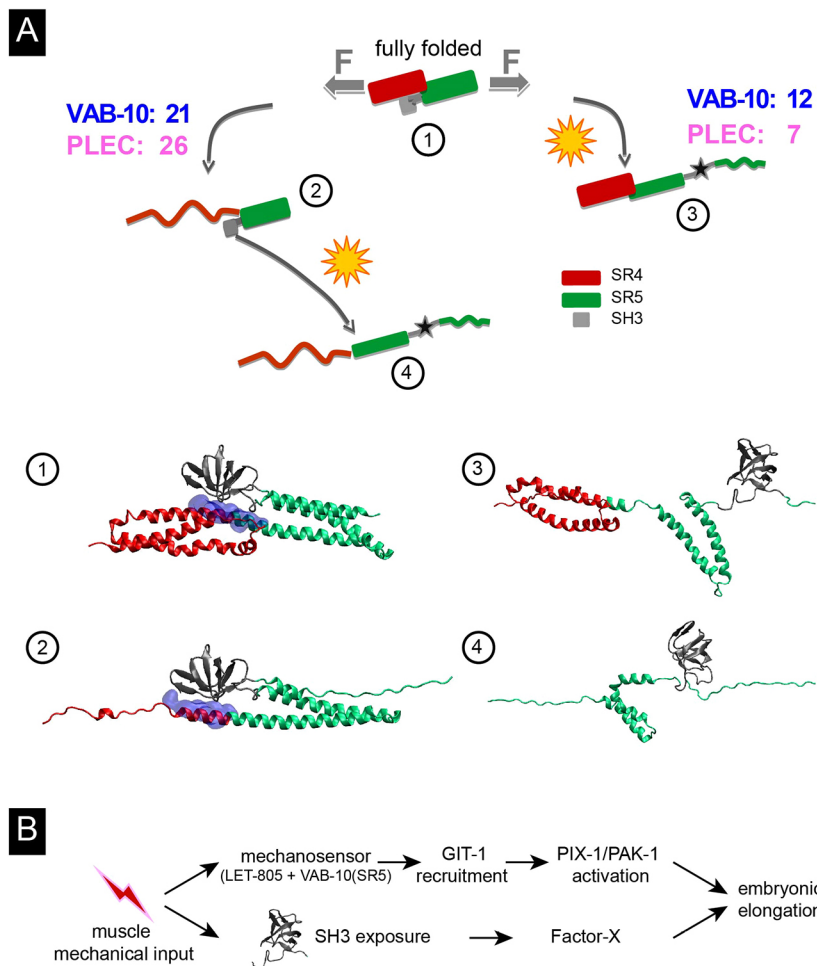 A
fully folded
F F
VAB-10: 21
PLEC: 26
VAB-10: 12
PLEC: 7
1
2
3
4
SR4
SR5
SH3
1
3
2
4
B
mechanosensor
(LET-805 + VAB-10(SR5)
GIT-1
recruitment
PIX-1/PAK-1
activation
embryonic
elongation
muscle
mechanical input
SH3 exposure
Factor-X